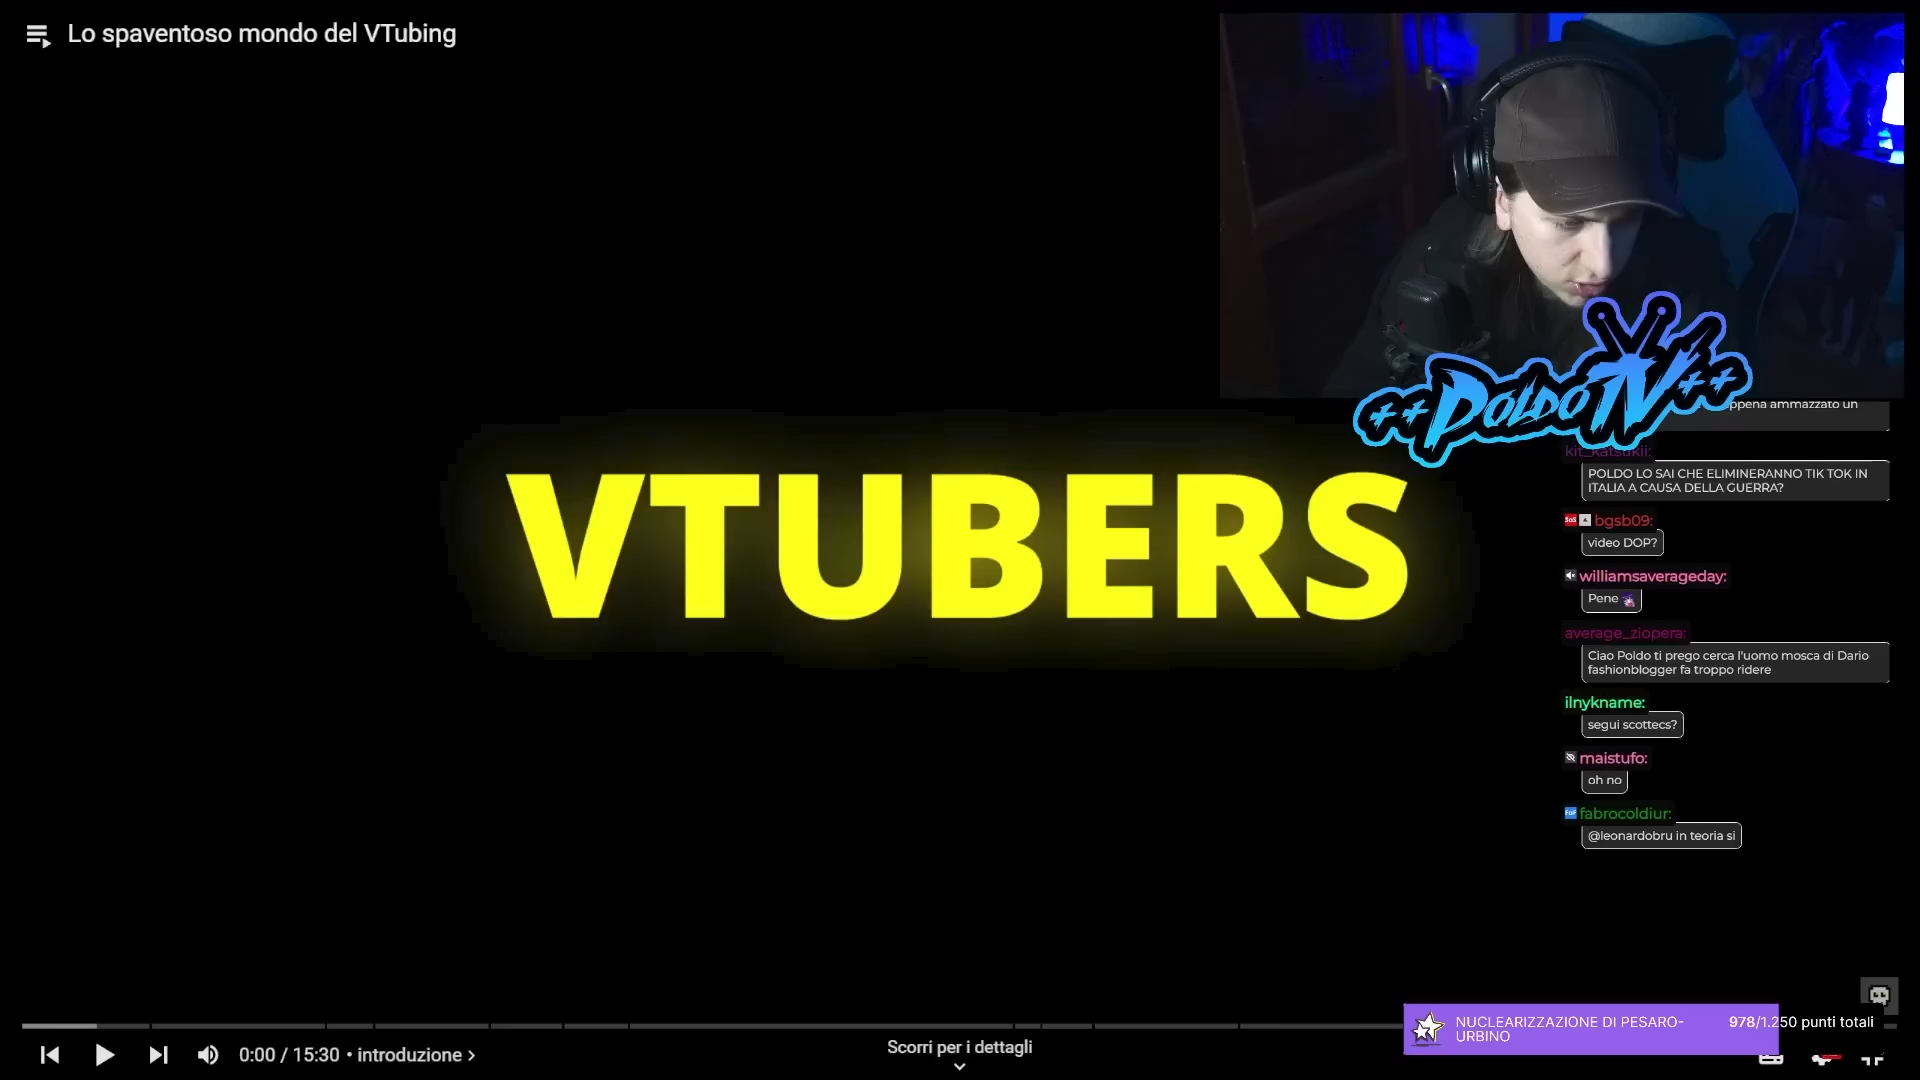 Lo spaventoso mondo del VTubing
++POLDOTV++
ppena ammazzato un
kit_katsukii:
POLDO LO SAI CHE ELIMINERANNO TIK TOK IN
ITALIA A CAUSA DELLA GUERRA?
bgsb09:
video DOP?
williamsaverageday:
Pene
average_ziopera:
Ciao Poldo ti prego cerca l'uomo mosca di Dario
fashionblogger fa troppo ridere
ilnykname:
segui scottecs?
maistufo:
oh no
fabrocoldiur:
@leonardobru in teoria si
VTUBERS
NUCLEARIZZAZIONE DI PESARO-
URBINO
978/1.250 punti totali
0:00 / 15:30 • introduzione >
Scorri per i dettagli